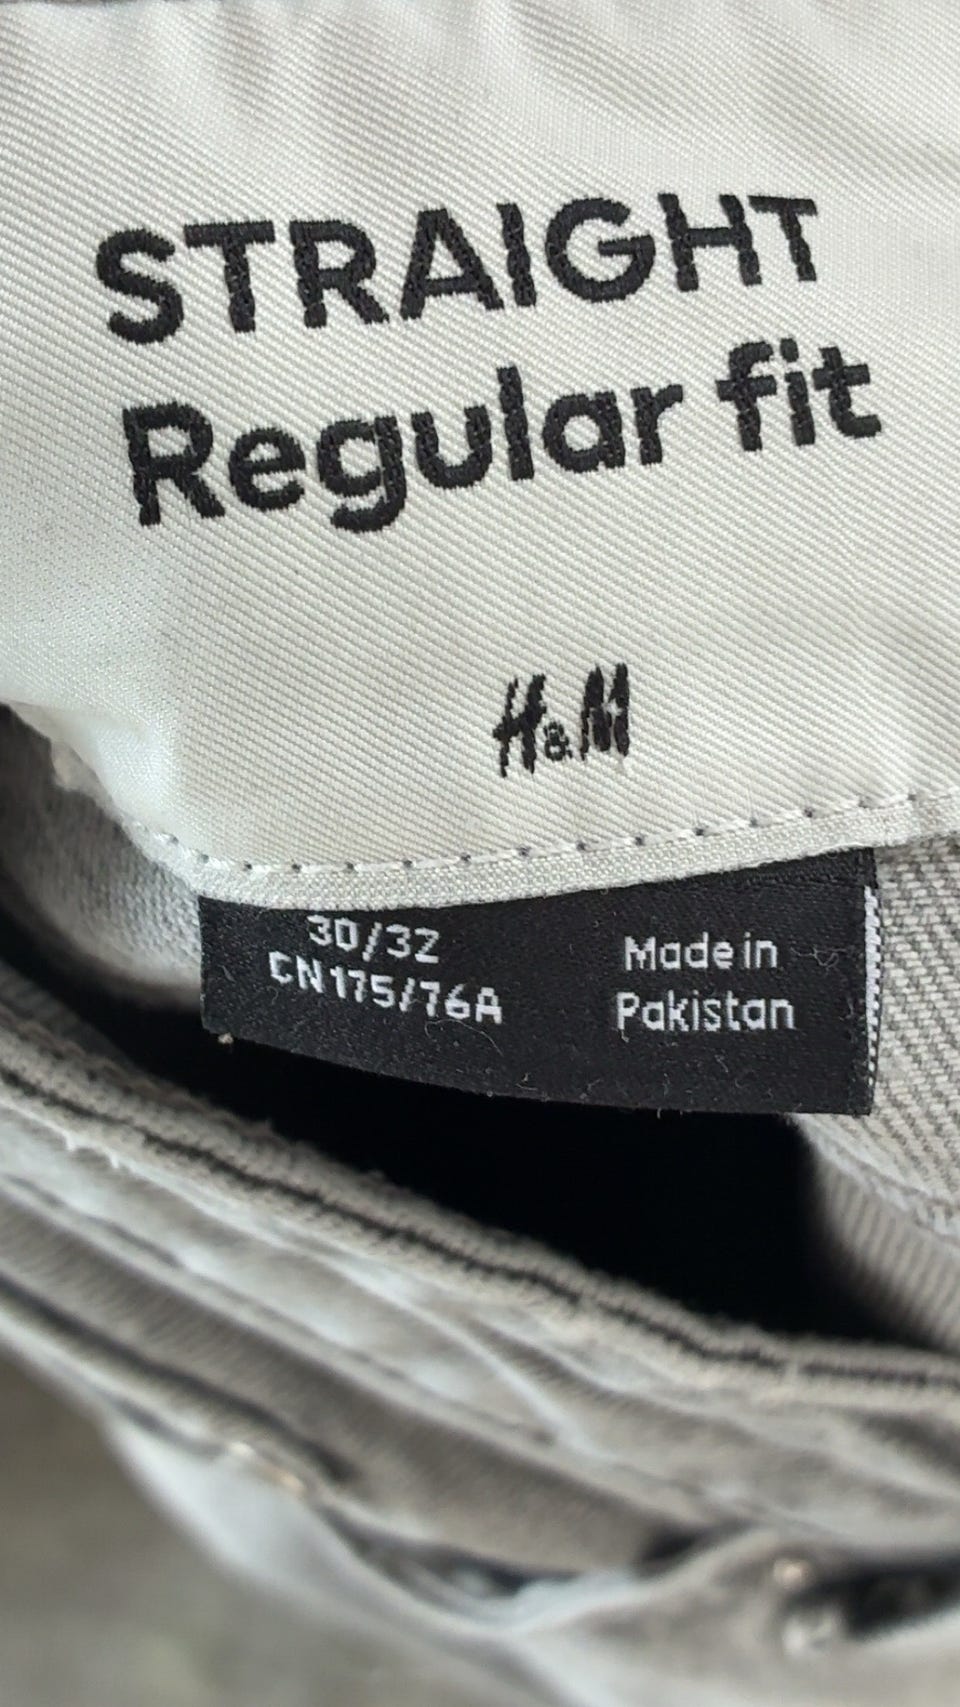 STRAIGHT
Regular fit
H&M
30/32
CN175/76A
Made in
Pakistan